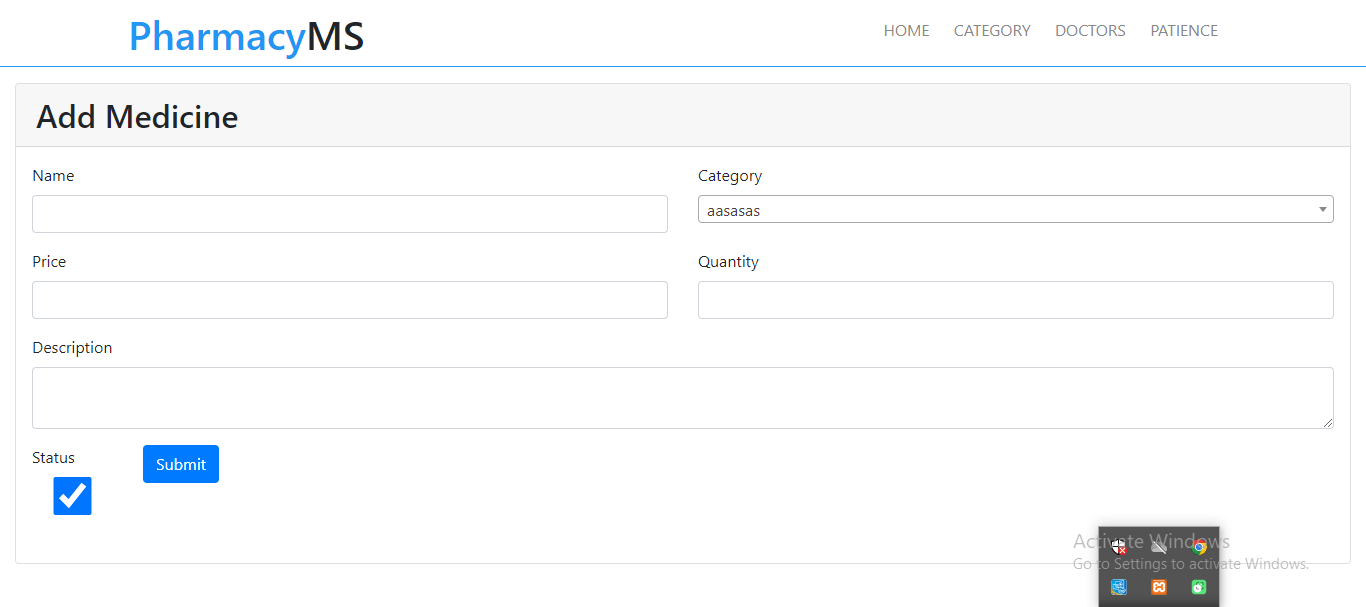 PharmacyMS
HOME CATEGORY DOCTORS PATIENCE
Add Medicine
Name Category
aasasas
Price Quantity
Description
Status Submit
Activate Windows
Go to Settings to activate Windows.